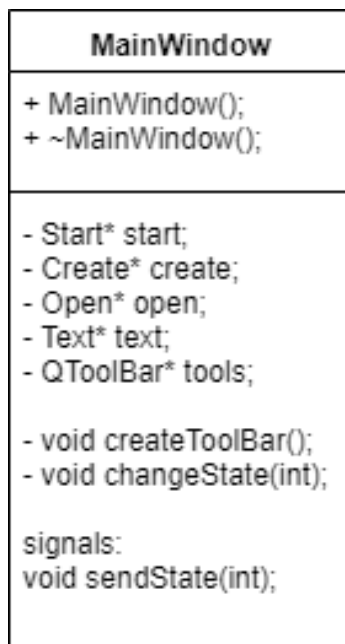 MainWindow
+ MainWindow();
+ ~MainWindow();
- Start* start;
- Create* create;
- Open* open;
- Text* text;
- QToolBar* tools;
- void createToolBar();
- void changeState(int);
signals:
void sendState(int);